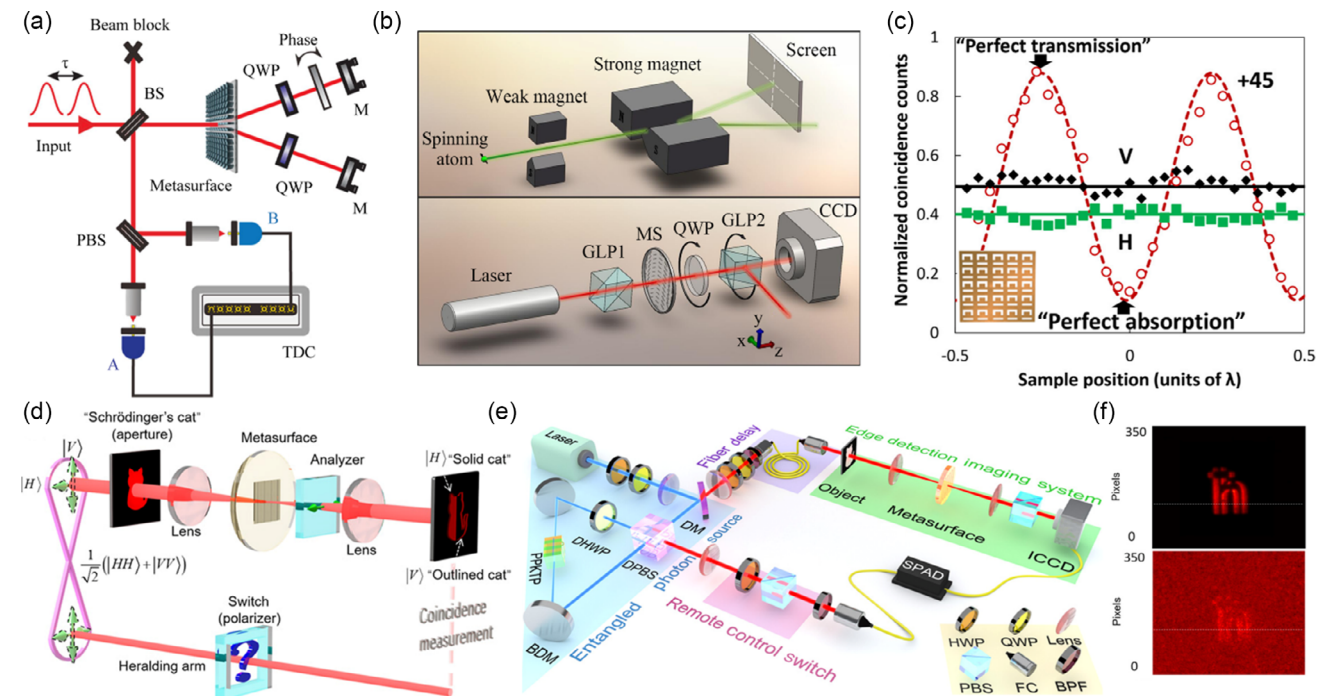 (a)
Beam block
τ
BS
Input
QWP
Phase
M
Metasurface
QWP
M
PBS
B
A
TDC
(b)
Screen
Strong magnet
Weak magnet
Spinning
atom
CCD
GLP2
QWP
MS
GLP1
Laser
y
x
z
(c)
Normalized coincidence counts
1
0.8
0.6
0.4
0.2
0
"Perfect transmission"
+45
V
H
"Perfect absorption"
-0.5
0
0.5
Sample position (units of λ)
(d)
"Schrödinger's cat"
(aperture)
|V⟩
|H⟩
Metasurface
Analyzer
Lens
Lens
|H⟩ "Solid cat"
|V⟩ "Outlined cat"
1/√2 (|HH⟩+|VV⟩)
Switch
(polarizer)
?
Heralding arm
Coincidence
measurement
(e)
Laser
Fiber delay
Edge detection imaging system
Object
Metasurface
ICCD
DM
DHWP
DPBS
PPKTP
BDM
Entangled photon source
Remote control switch
SPAD
HWP
QWP
Lens
PBS
FC
BPF
(f)
350
Pixels
0
350
Pixels
0